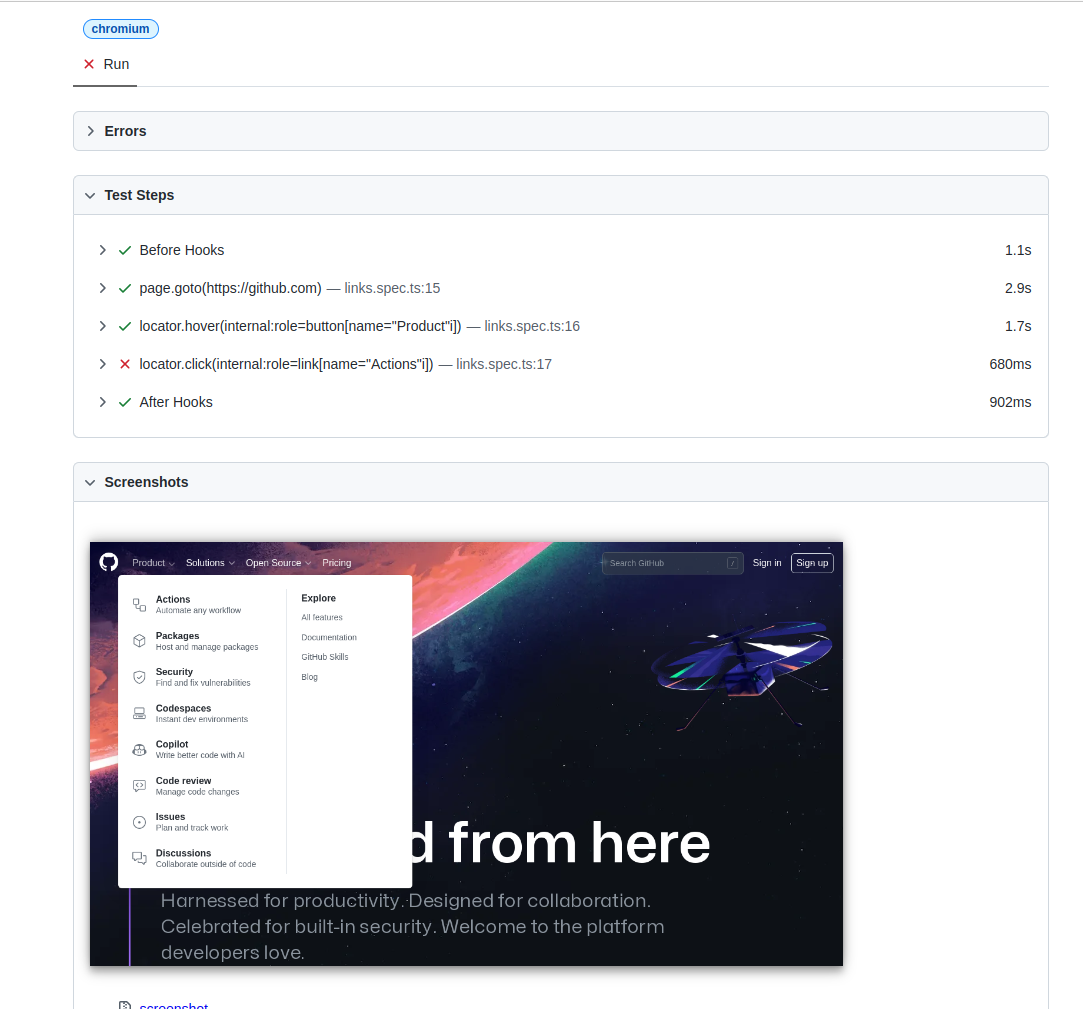 chromium
Run
Errors
Test Steps
Before Hooks 1.1s
page.goto(https://github.com) — links.spec.ts:15 2.9s
locator.hover(internal:role=button[name="Product"i]) — links.spec.ts:16 1.7s
locator.click(internal:role=link[name="Actions"i]) — links.spec.ts:17 680ms
After Hooks 902ms
Screenshots
Product Solutions Open Source Pricing Search GitHub / Sign in Sign up
Actions
Automate any workflow
Packages
Host and manage packages
Security
Find and fix vulnerabilities
Codespaces
Instant dev environments
Copilot
Write better code with AI
Code review
Manage code changes
Issues
Plan and track work
Discussions
Collaborate outside of code
Explore
All features
Documentation
GitHub Skills
Blog
d from here
Harnessed for productivity. Designed for collaboration.
Celebrated for built-in security. Welcome to the platform
developers love.
screenshot